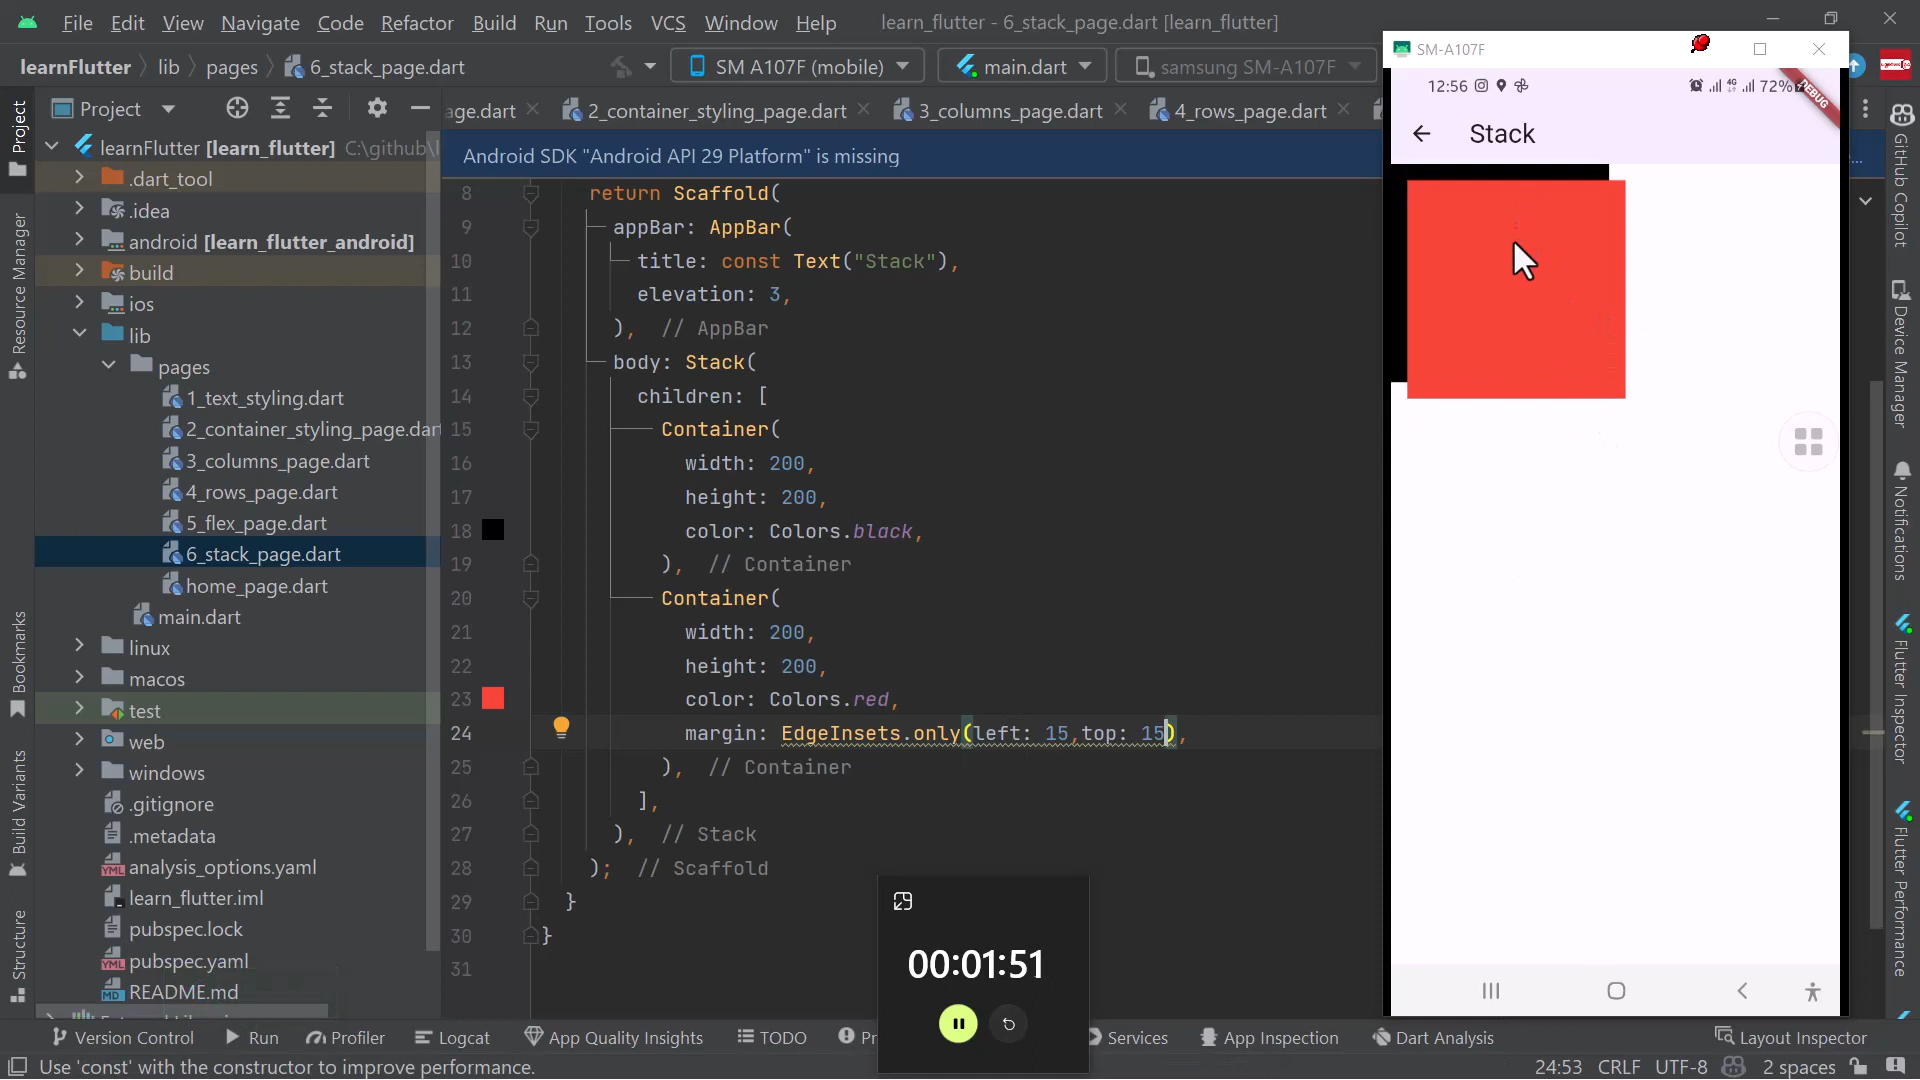 File Edit View Navigate Code Refactor Build Run Tools VCS Window Help learn_flutter - 6_stack_page.dart [learn_flutter]
learnFlutter lib pages 6_stack_page.dart SM A107F (mobile) main.dart samsung SM-A107F
Project age.dart 2_container_styling_page.dart 3_columns_page.dart 4_rows_page.dart
Android SDK "Android API 29 Platform" is missing
Project
Resource Manager
Bookmarks
Build Variants
Structure
learnFlutter [learn_flutter] C:\github\l
.dart_tool
.idea
android [learn_flutter_android]
build
ios
lib
pages
1_text_styling.dart
2_container_styling_page.dart
3_columns_page.dart
4_rows_page.dart
5_flex_page.dart
6_stack_page.dart
home_page.dart
main.dart
linux
macos
test
web
windows
.gitignore
.metadata
analysis_options.yaml
learn_flutter.iml
pubspec.lock
pubspec.yaml
README.md
8 return Scaffold(
9 appBar: AppBar(
10 title: const Text("Stack"),
11 elevation: 3,
12 ), // AppBar
13 body: Stack(
14 children: [
15 Container(
16 width: 200,
17 height: 200,
18 color: Colors.black,
19 ), // Container
20 Container(
21 width: 200,
22 height: 200,
23 color: Colors.red,
24 margin: EdgeInsets.only(left: 15,top: 15),
25 ), // Container
26 ],
27 ), // Stack
28 ); // Scaffold
29 }
30 }
31
00:01:51
SM-A107F
12:56 4G 72%
DEBUG
Stack
GitHub Copilot
Device Manager
Notifications
Flutter Inspector
Flutter Performance
Version Control Run Profiler Logcat App Quality Insights TODO Pr Services App Inspection Dart Analysis Layout Inspector
Use 'const' with the constructor to improve performance. 24:53 CRLF UTF-8 2 spaces